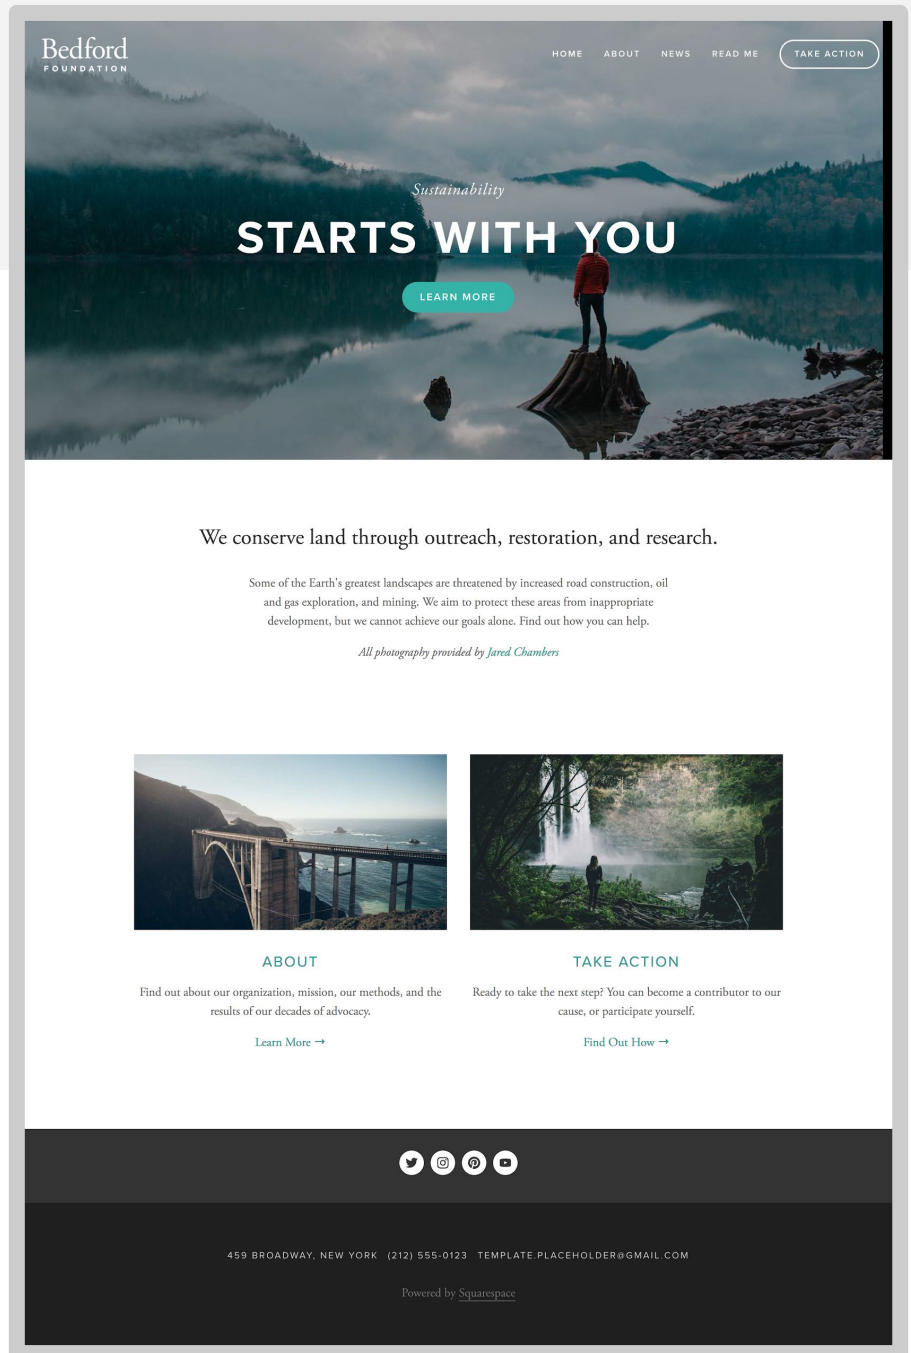 Bedford
FOUNDATION
HOME ABOUT NEWS READ ME TAKE ACTION
Sustainability
STARTS WITH YOU
LEARN MORE
We conserve land through outreach, restoration, and research.
Some of the Earth's greatest landscapes are threatened by increased road construction, oil
and gas exploration, and mining. We aim to protect these areas from inappropriate
development, but we cannot achieve our goals alone. Find out how you can help.
All photography provided by Jared Chambers
ABOUT
Find out about our organization, mission, our methods, and the
results of our decades of advocacy.
Learn More →
TAKE ACTION
Ready to take the next step? You can become a contributor to our
cause, or participate yourself.
Find Out How →
459 BROADWAY, NEW YORK (212) 555-0123 TEMPLATE.PLACEHOLDER@GMAIL.COM
Powered by Squarespace